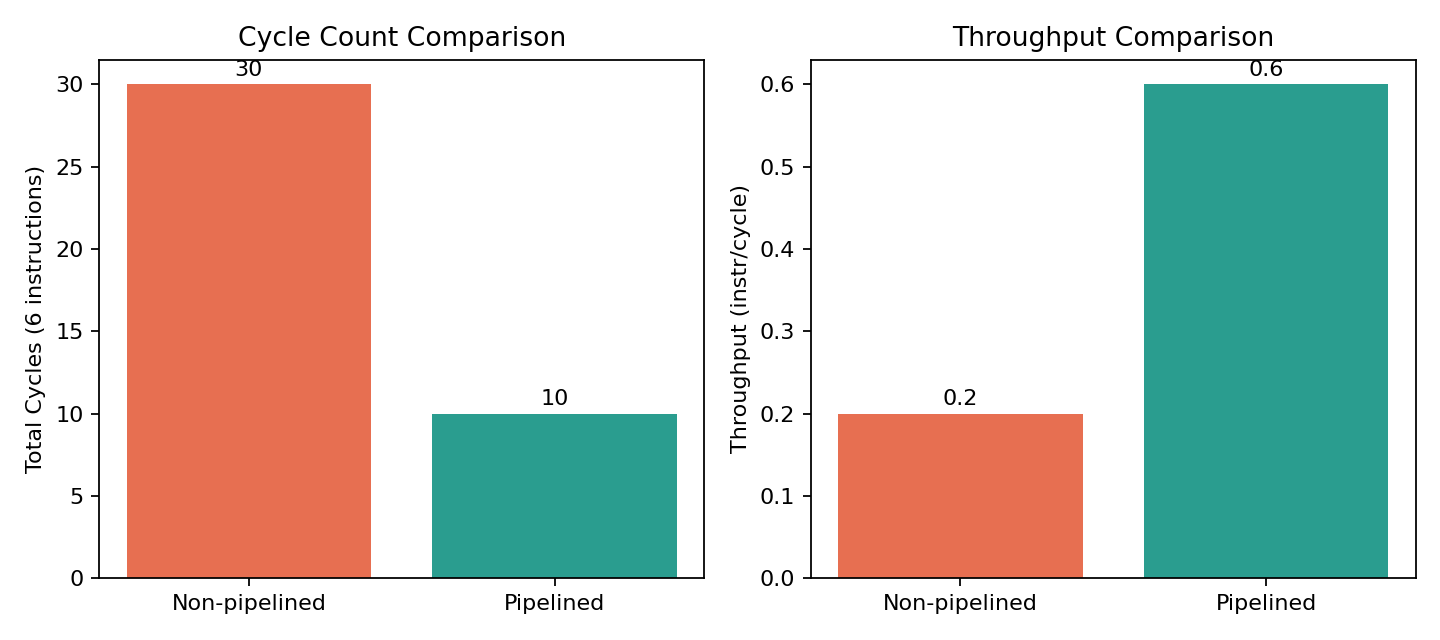 Cycle Count Comparison
Total Cycles (6 instructions)
30
25
20
15
10
5
0
30
10
Non-pipelined
Pipelined
Throughput Comparison
Throughput (instr/cycle)
0.6
0.5
0.4
0.3
0.2
0.1
0.0
0.2
0.6
Non-pipelined
Pipelined